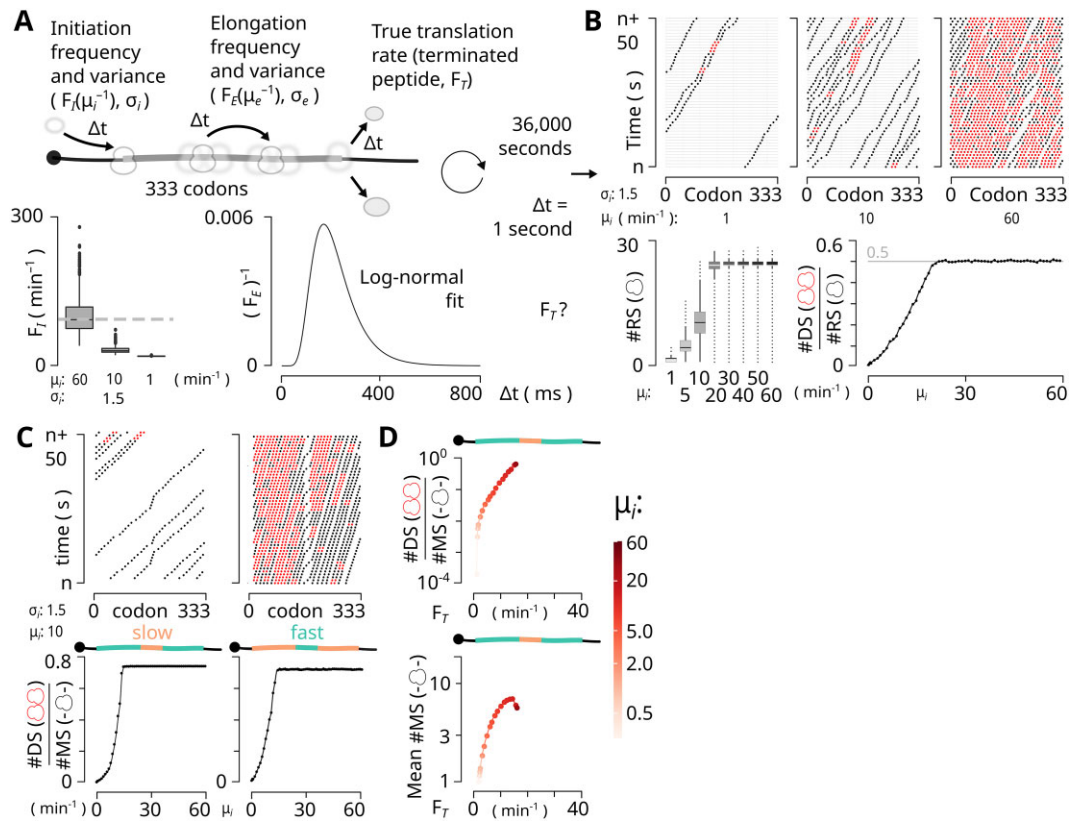 A
Initiation
frequency
and variance
( F_I(μ_i⁻¹), σ_i )
Elongation
frequency
and variance
( F_E(μ_e⁻¹), σ_e )
True translation
rate (terminated
peptide, F_T)
Δt
Δt
Δt
333 codons
36,000
seconds
Δt =
1 second
F_T ?
300
F_I (min⁻¹)
0
μ_i: 60 10 1 ( min⁻¹ )
σ_i: 1.5
0.006
( F_E )⁻¹
0
Log-normal
fit
0 400 800
Δt ( ms )
B
n+
50
Time ( s )
n
0 Codon 333
0 Codon 333
0 Codon 333
σ_i: 1.5
μ_i ( min⁻¹ ): 1 10 60
30
#RS ( )
0
1 10 30 50
μ_i: 5 20 40 60
( min⁻¹ )
0.6
0.5
#DS ( )
#RS ( )
0
0 30 60
μ_i
C
n+
50
time ( s )
n
0 codon 333
0 codon 333
σ_i: 1.5
μ_i: 10
slow
fast
0.8
#DS ( )
#MS (- -)
0
0 30 60
( min⁻¹ )
0
0 30 60
μ_i
D
10⁰
#DS ( )
#MS (- -)
10⁻⁴
0 40
F_T ( min⁻¹ )
10
3
1
Mean #MS (- -)
0 40
F_T ( min⁻¹ )
μ_i:
60
20
5.0
2.0
0.5